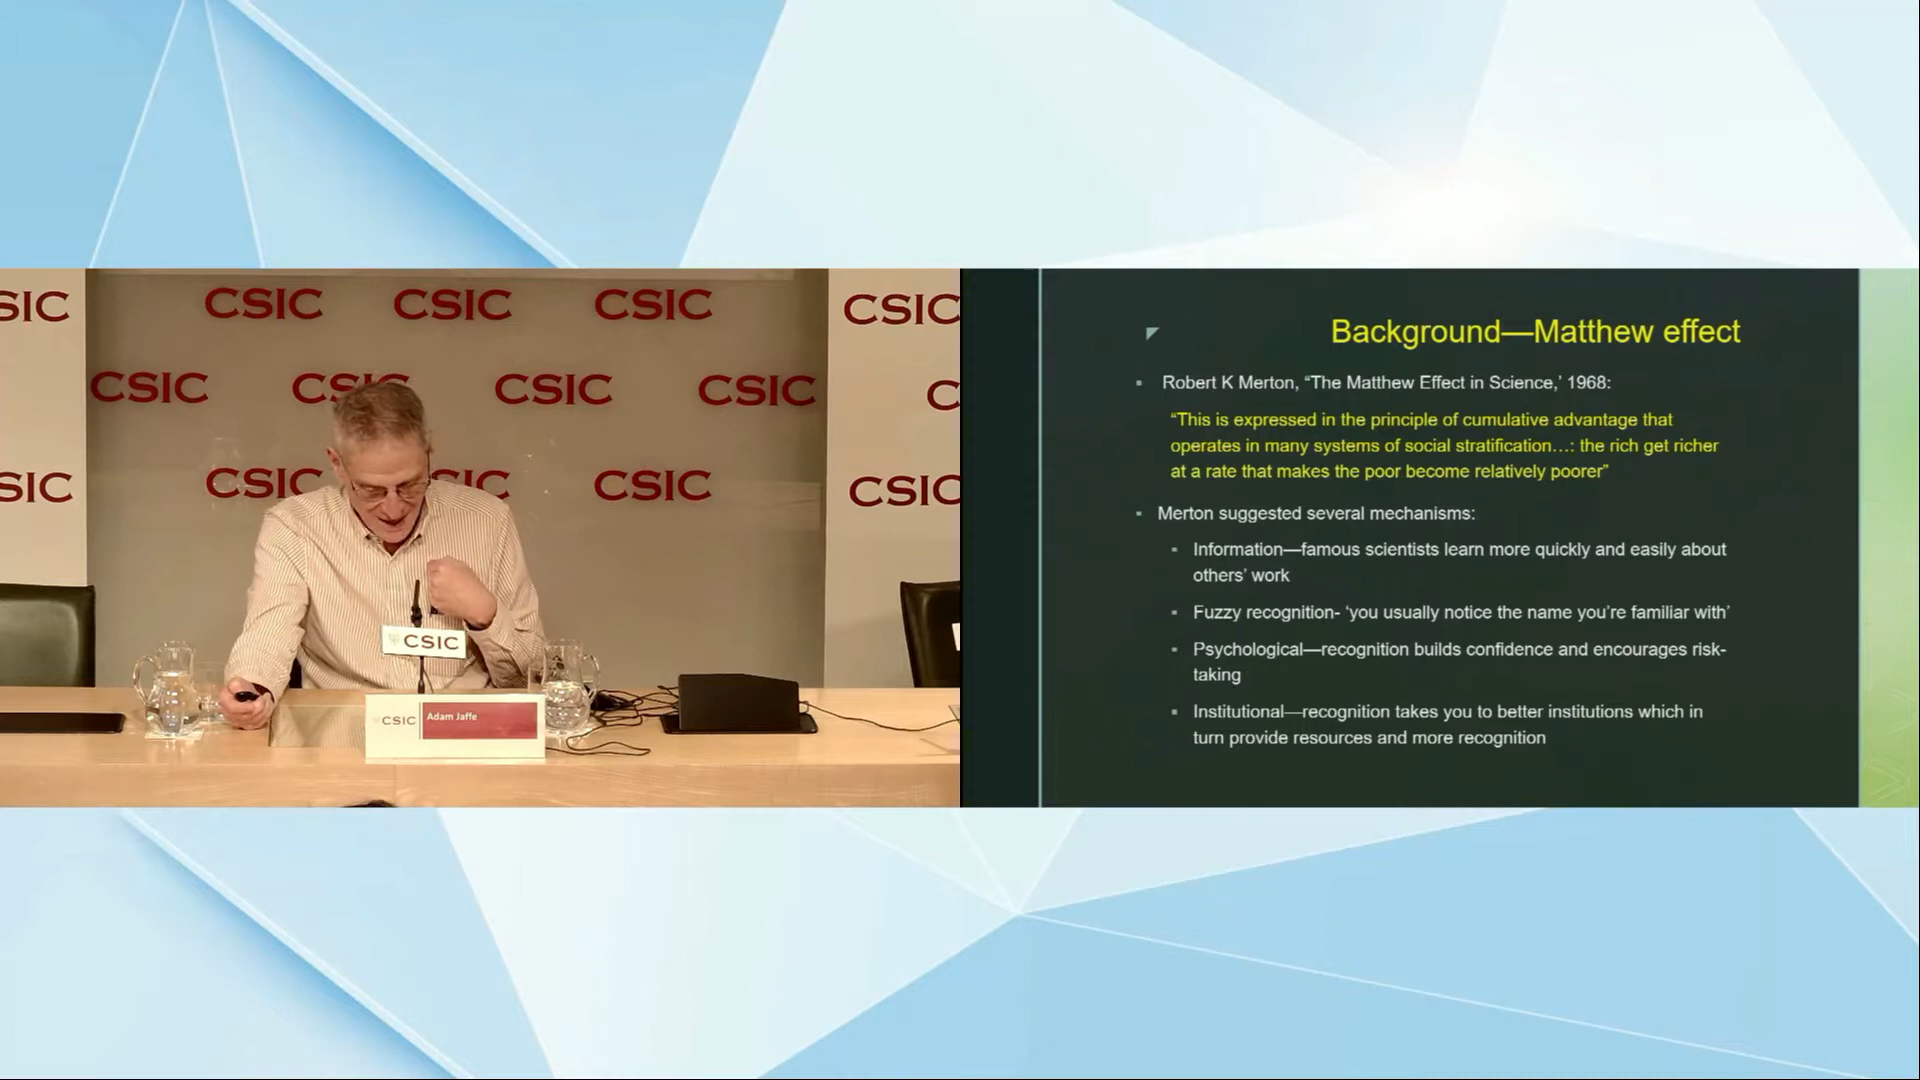 SIC CSIC CSIC CSIC CSIC
CSIC CSIC CSIC CSIC C
SIC CSIC SIC CSIC CSIC
CSIC
CSIC Adam Jaffe
Background—Matthew effect
▪ Robert K Merton, “The Matthew Effect in Science,’ 1968:
“This is expressed in the principle of cumulative advantage that
operates in many systems of social stratification…: the rich get richer
at a rate that makes the poor become relatively poorer”
▪ Merton suggested several mechanisms:
▪ Information—famous scientists learn more quickly and easily about
others’ work
▪ Fuzzy recognition- ‘you usually notice the name you’re familiar with’
▪ Psychological—recognition builds confidence and encourages risk-
taking
▪ Institutional—recognition takes you to better institutions which in
turn provide resources and more recognition